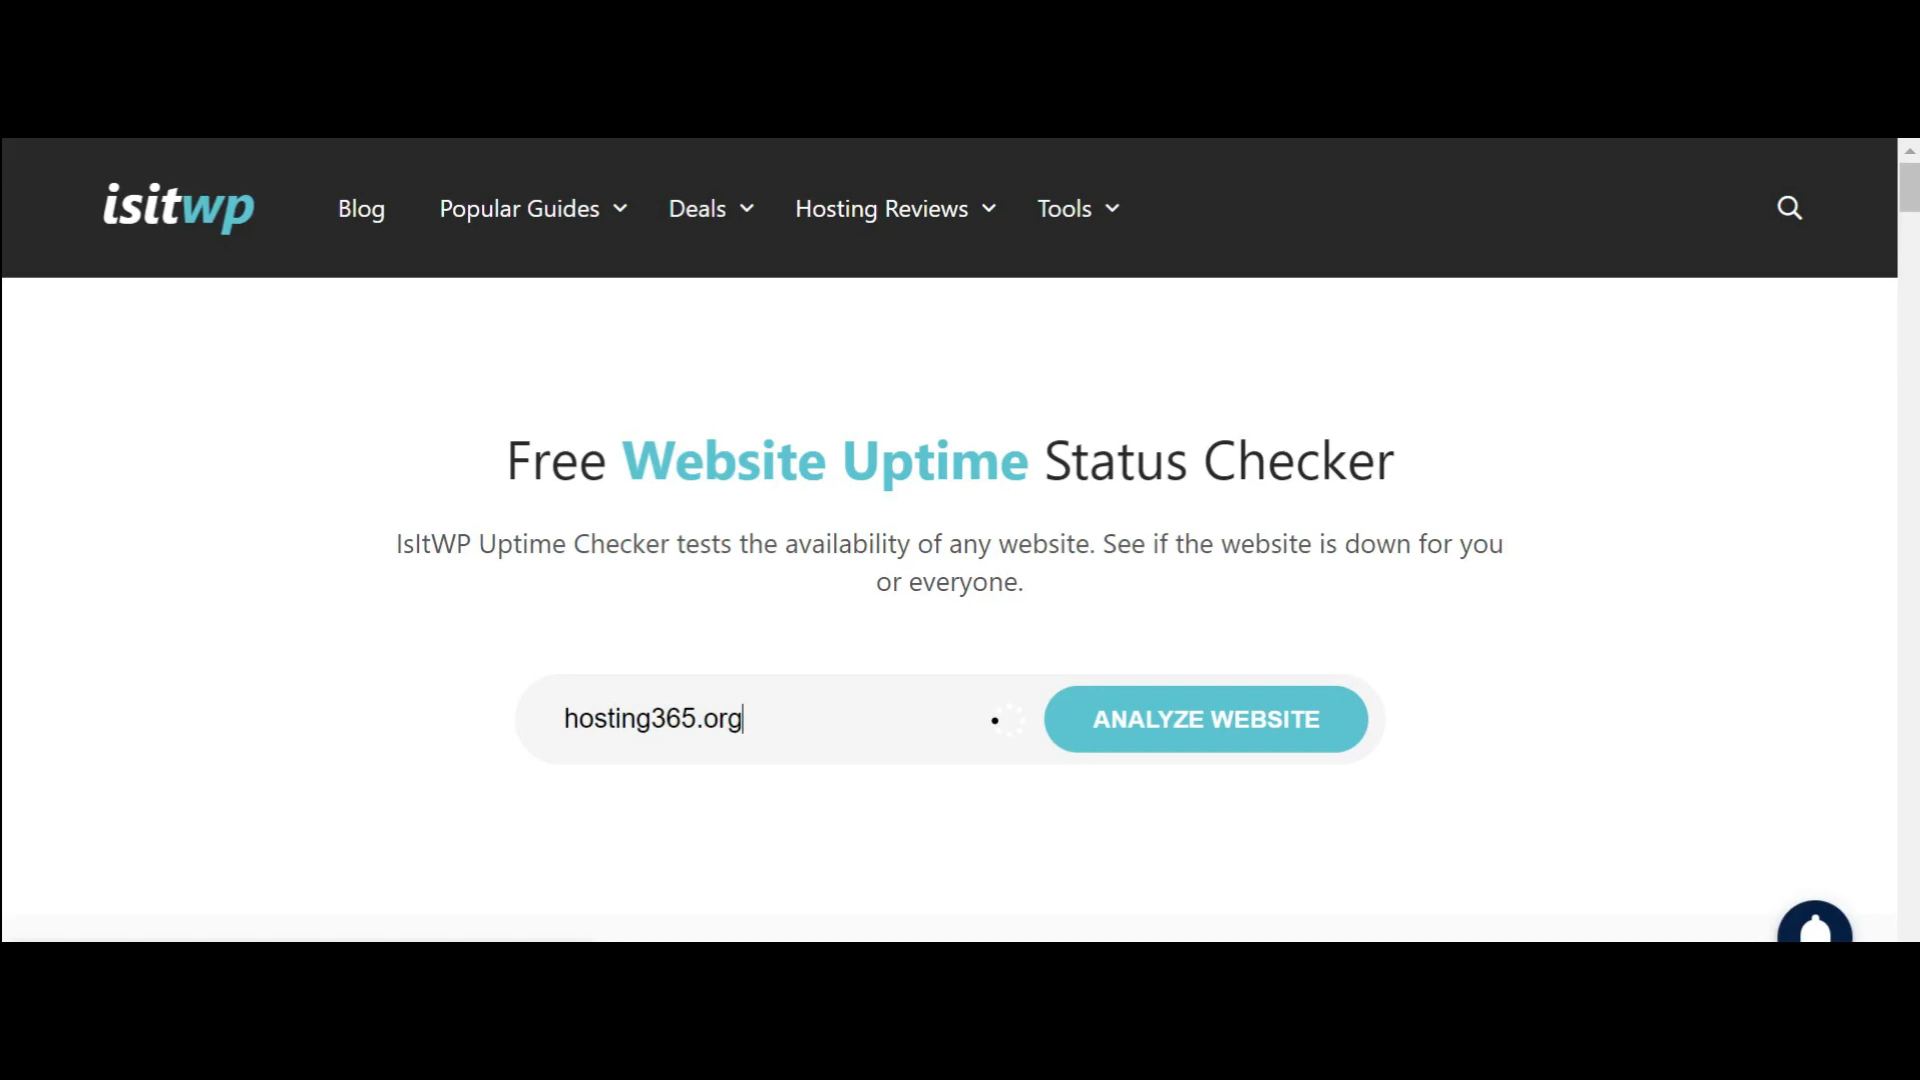 isitwp Blog Popular Guides Deals Hosting Reviews Tools
Free Website Uptime Status Checker
IsItWP Uptime Checker tests the availability of any website. See if the website is down for you
or everyone.
hosting365.org ANALYZE WEBSITE